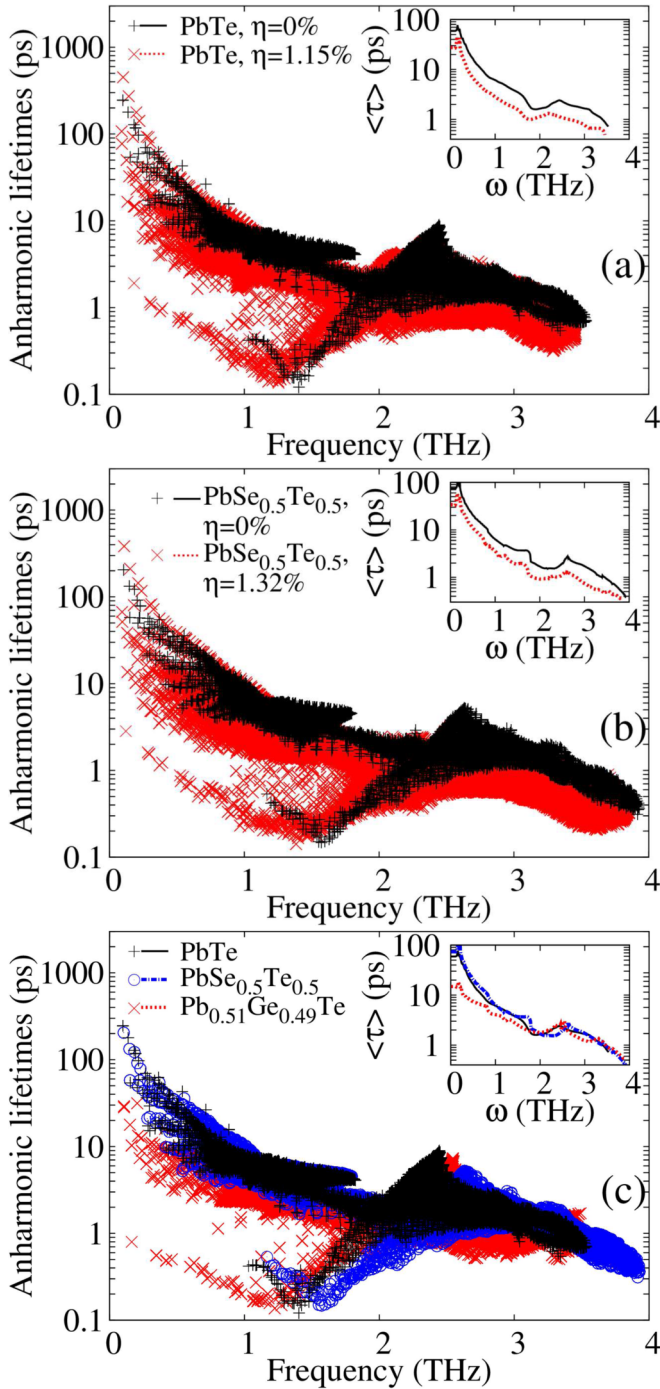 1000
100
10
1
0.1
Anharmonic lifetimes (ps)
PbTe, η=0%
PbTe, η=1.15%
100
10
1
<τ> (ps)
0 1 2 3 4
ω (THz)
(a)
0 1 2 3 4
Frequency (THz)
1000
100
10
1
0.1
Anharmonic lifetimes (ps)
PbSe0.5Te0.5,
η=0%
PbSe0.5Te0.5,
η=1.32%
100
10
1
<τ> (ps)
0 1 2 3 4
ω (THz)
(b)
0 1 2 3 4
Frequency (THz)
1000
100
10
1
0.1
Anharmonic lifetimes (ps)
PbTe
PbSe0.5Te0.5
Pb0.51Ge0.49Te
100
10
1
<τ> (ps)
0 1 2 3 4
ω (THz)
(c)
0 1 2 3 4
Frequency (THz)